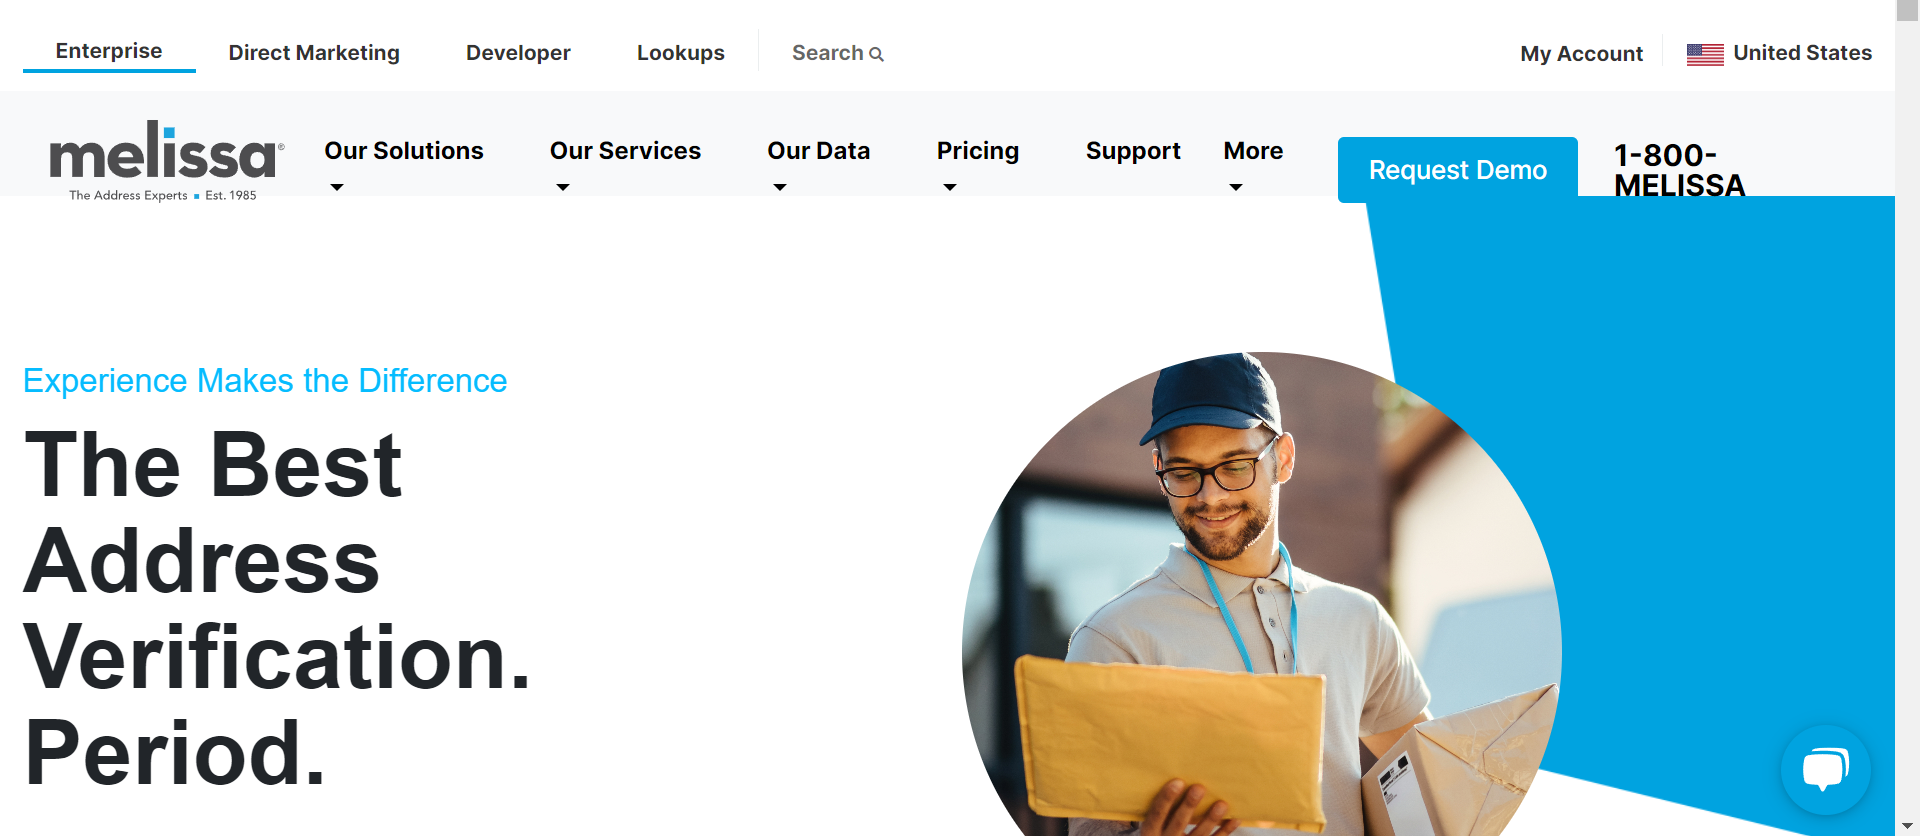 Enterprise
Direct Marketing
Developer
Lookups
Search
My Account
United States
melissa®
The Address Experts ▪ Est. 1985
Our Solutions
Our Services
Our Data
Pricing
Support
More
Request Demo
1-800-
MELISSA
Experience Makes the Difference
The Best
Address
Verification.
Period.